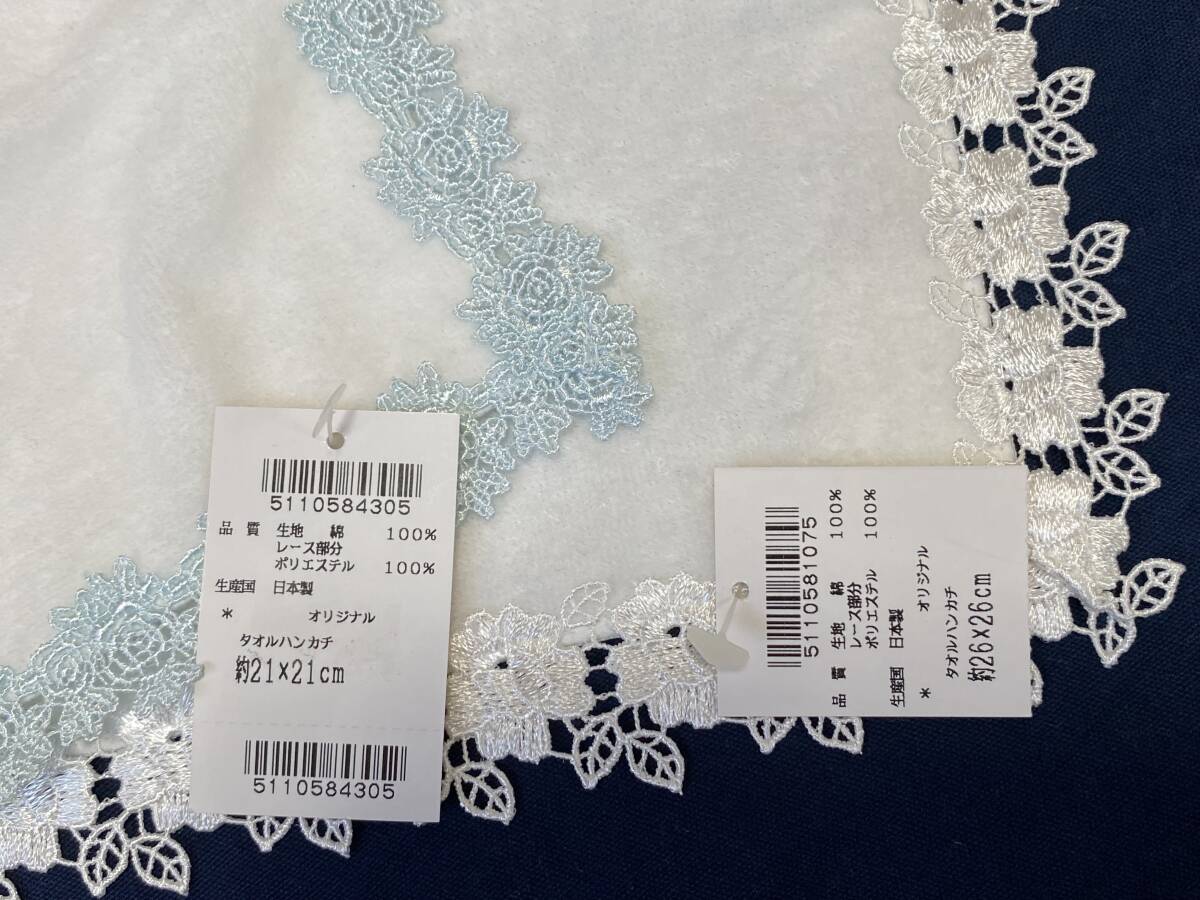 5110584305
品 質 生地 綿 100%
レース部分
ポリエステル 100%
生産国 日本製
* オリジナル
タオルハンカチ
約21×21cm
5110584305
5110581075
品 質 生地 綿 100%
レース部分
ポリエステル 100%
生産国 日本製
* オリジナル
タオルハンカチ
約26×26cm